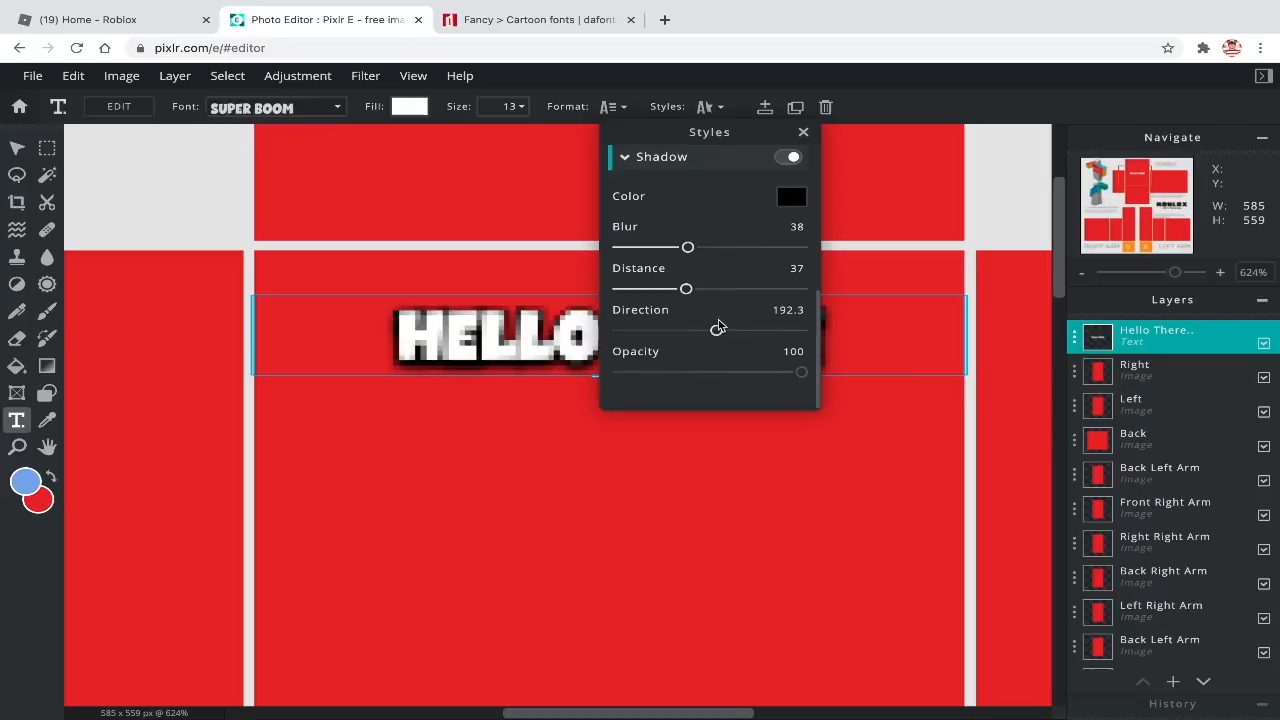 (19) Home - Roblox
Photo Editor : Pixlr E - free ima
Fancy > Cartoon fonts | dafont
pixlr.com/e/#editor
File Edit Image Layer Select Adjustment Filter View Help
EDIT Font: SUPER BOOM Fill: Size: 13 Format: Styles:
Styles
Shadow
Color
Blur 38
Distance 37
Direction 192.3
Opacity 100
HELLO
Navigate
X:
Y:
W: 585
H: 559
- + 624%
Layers
Hello There..
Text
Right
Image
Left
Image
Back
Image
Back Left Arm
Image
Front Right Arm
Image
Right Right Arm
Image
Back Right Arm
Image
Left Right Arm
Image
Back Left Arm
Image
History
585 x 559 px @ 624%